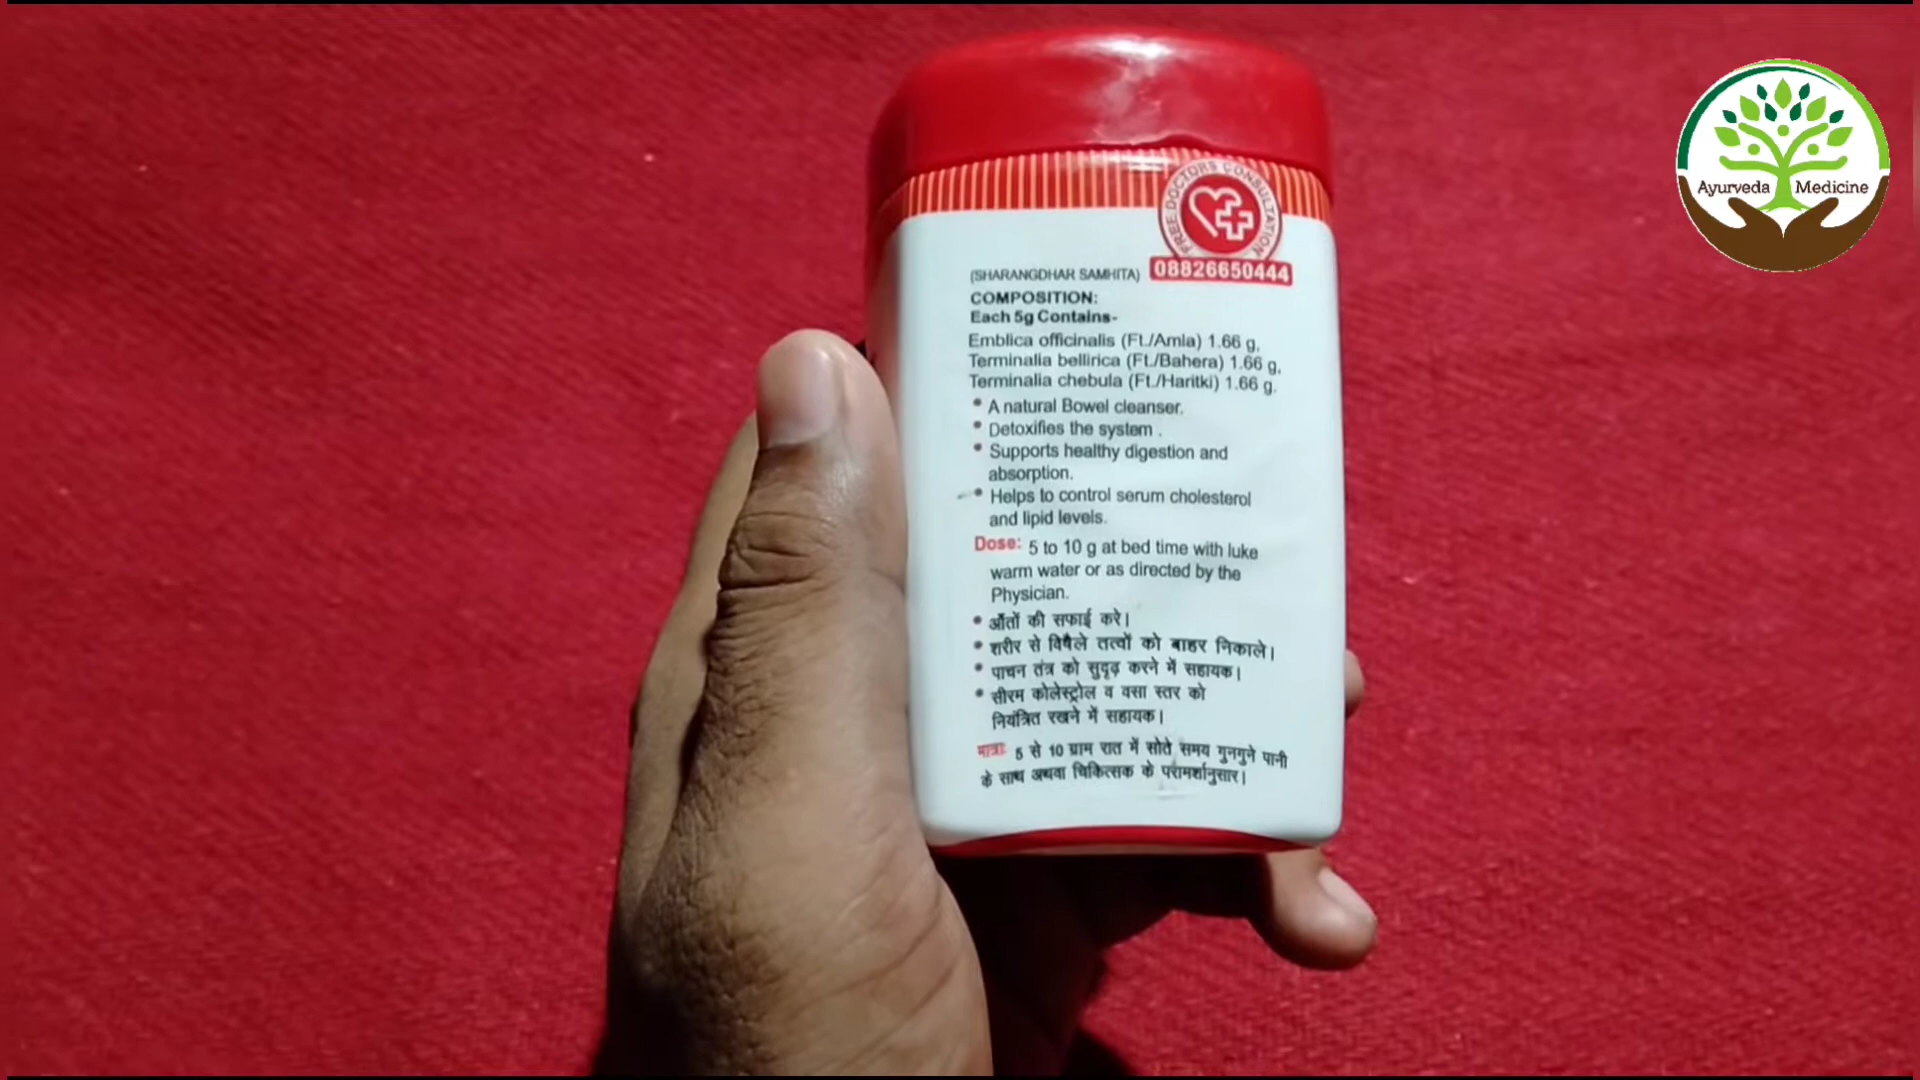 FREE DOCTORS CONSULTATION
(SHARANGDHAR SAMHITA) 08826650444
COMPOSITION:
Each 5g Contains-
Emblica officinalis (Ft./Amla) 1.66 g,
Terminalia bellirica (Ft./Bahera) 1.66 g,
Terminalia chebula (Ft./Haritki) 1.66 g.
• A natural Bowel cleanser.
• Detoxifies the system .
• Supports healthy digestion and
absorption.
• Helps to control serum cholesterol
and lipid levels.
Dose: 5 to 10 g at bed time with luke
warm water or as directed by the
Physician.
• आँतों की सफाई करे।
• शरीर से विषैले तत्वों को बाहर निकाले।
• पाचन तंत्र को सुदृढ़ करने में सहायक।
• सीरम कोलेस्ट्रोल व वसा स्तर को
नियंत्रित रखने में सहायक।
मात्राः 5 से 10 ग्राम रात में सोते समय गुनगुने पानी
के साथ अथवा चिकित्सक के परामर्शानुसार।
Ayurveda Medicine